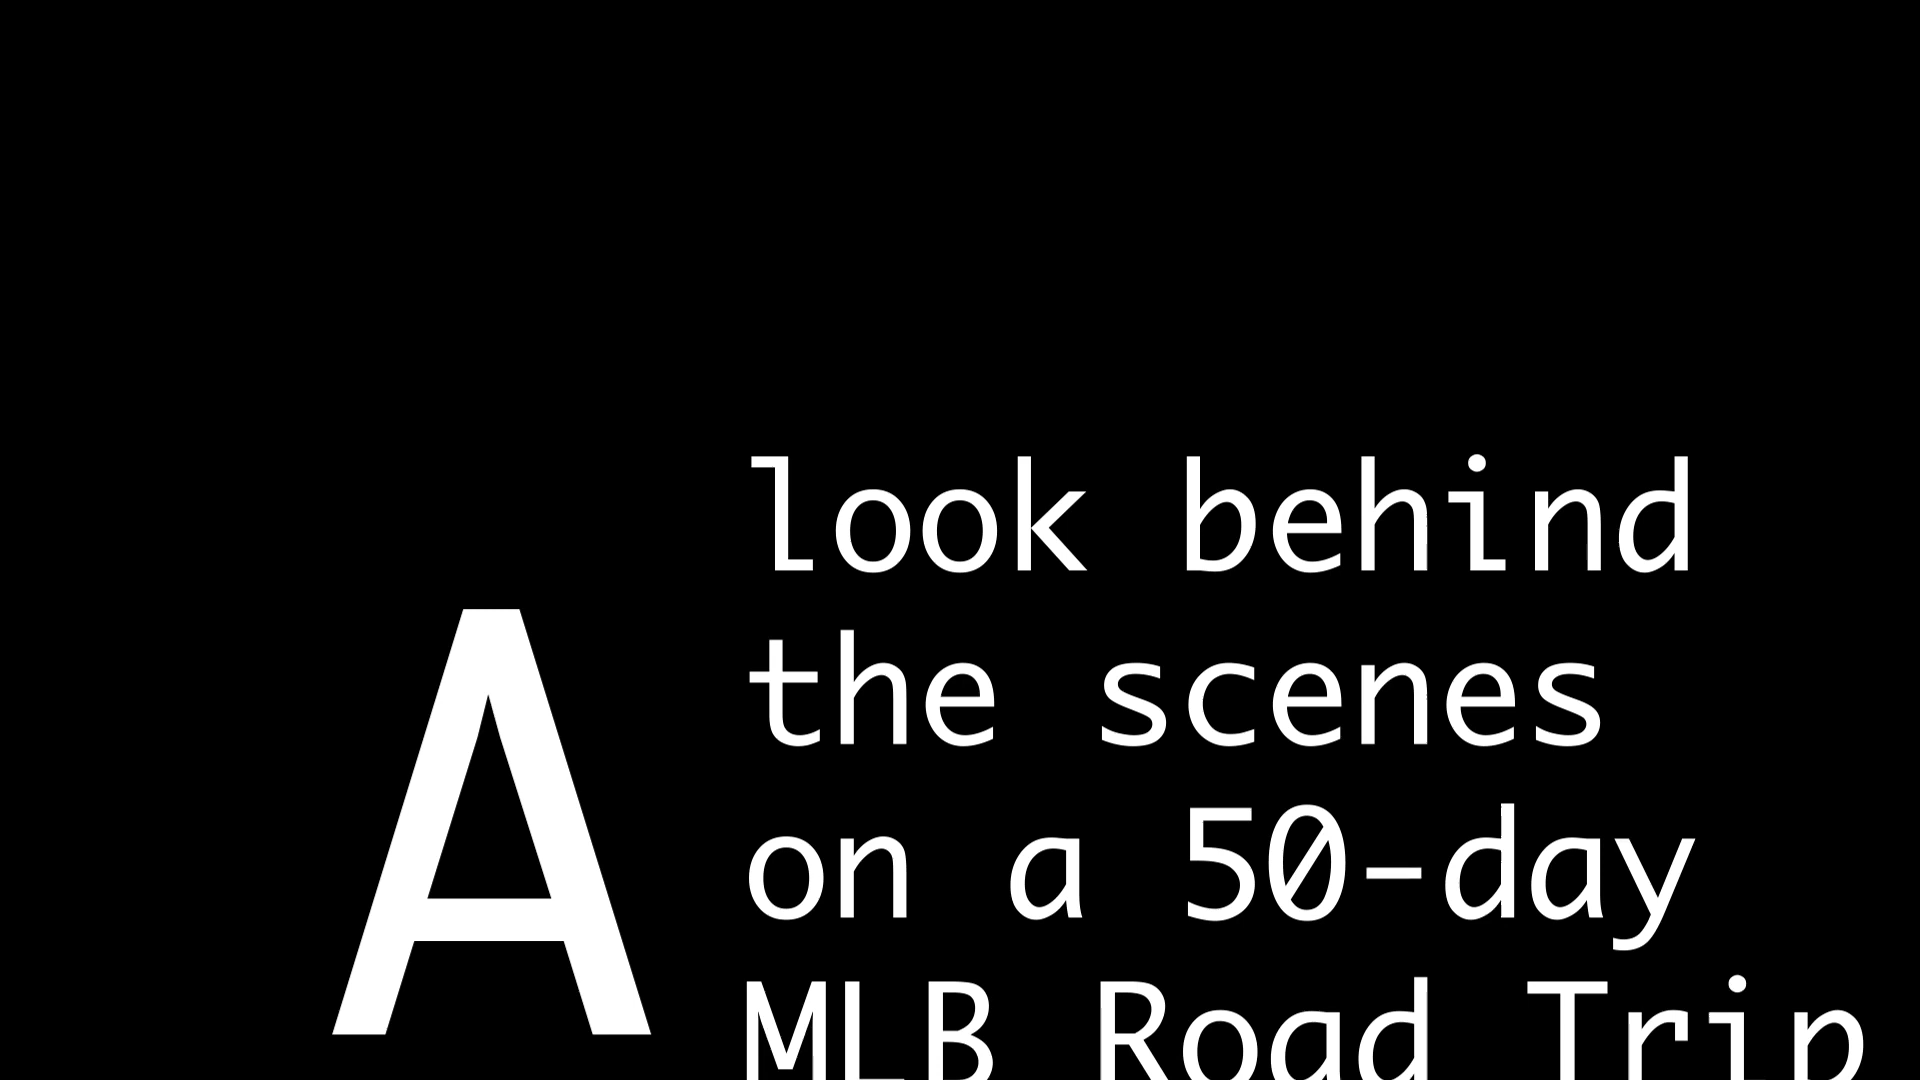 A
look behind
the scenes
on a 50-day
MLB Road Trip